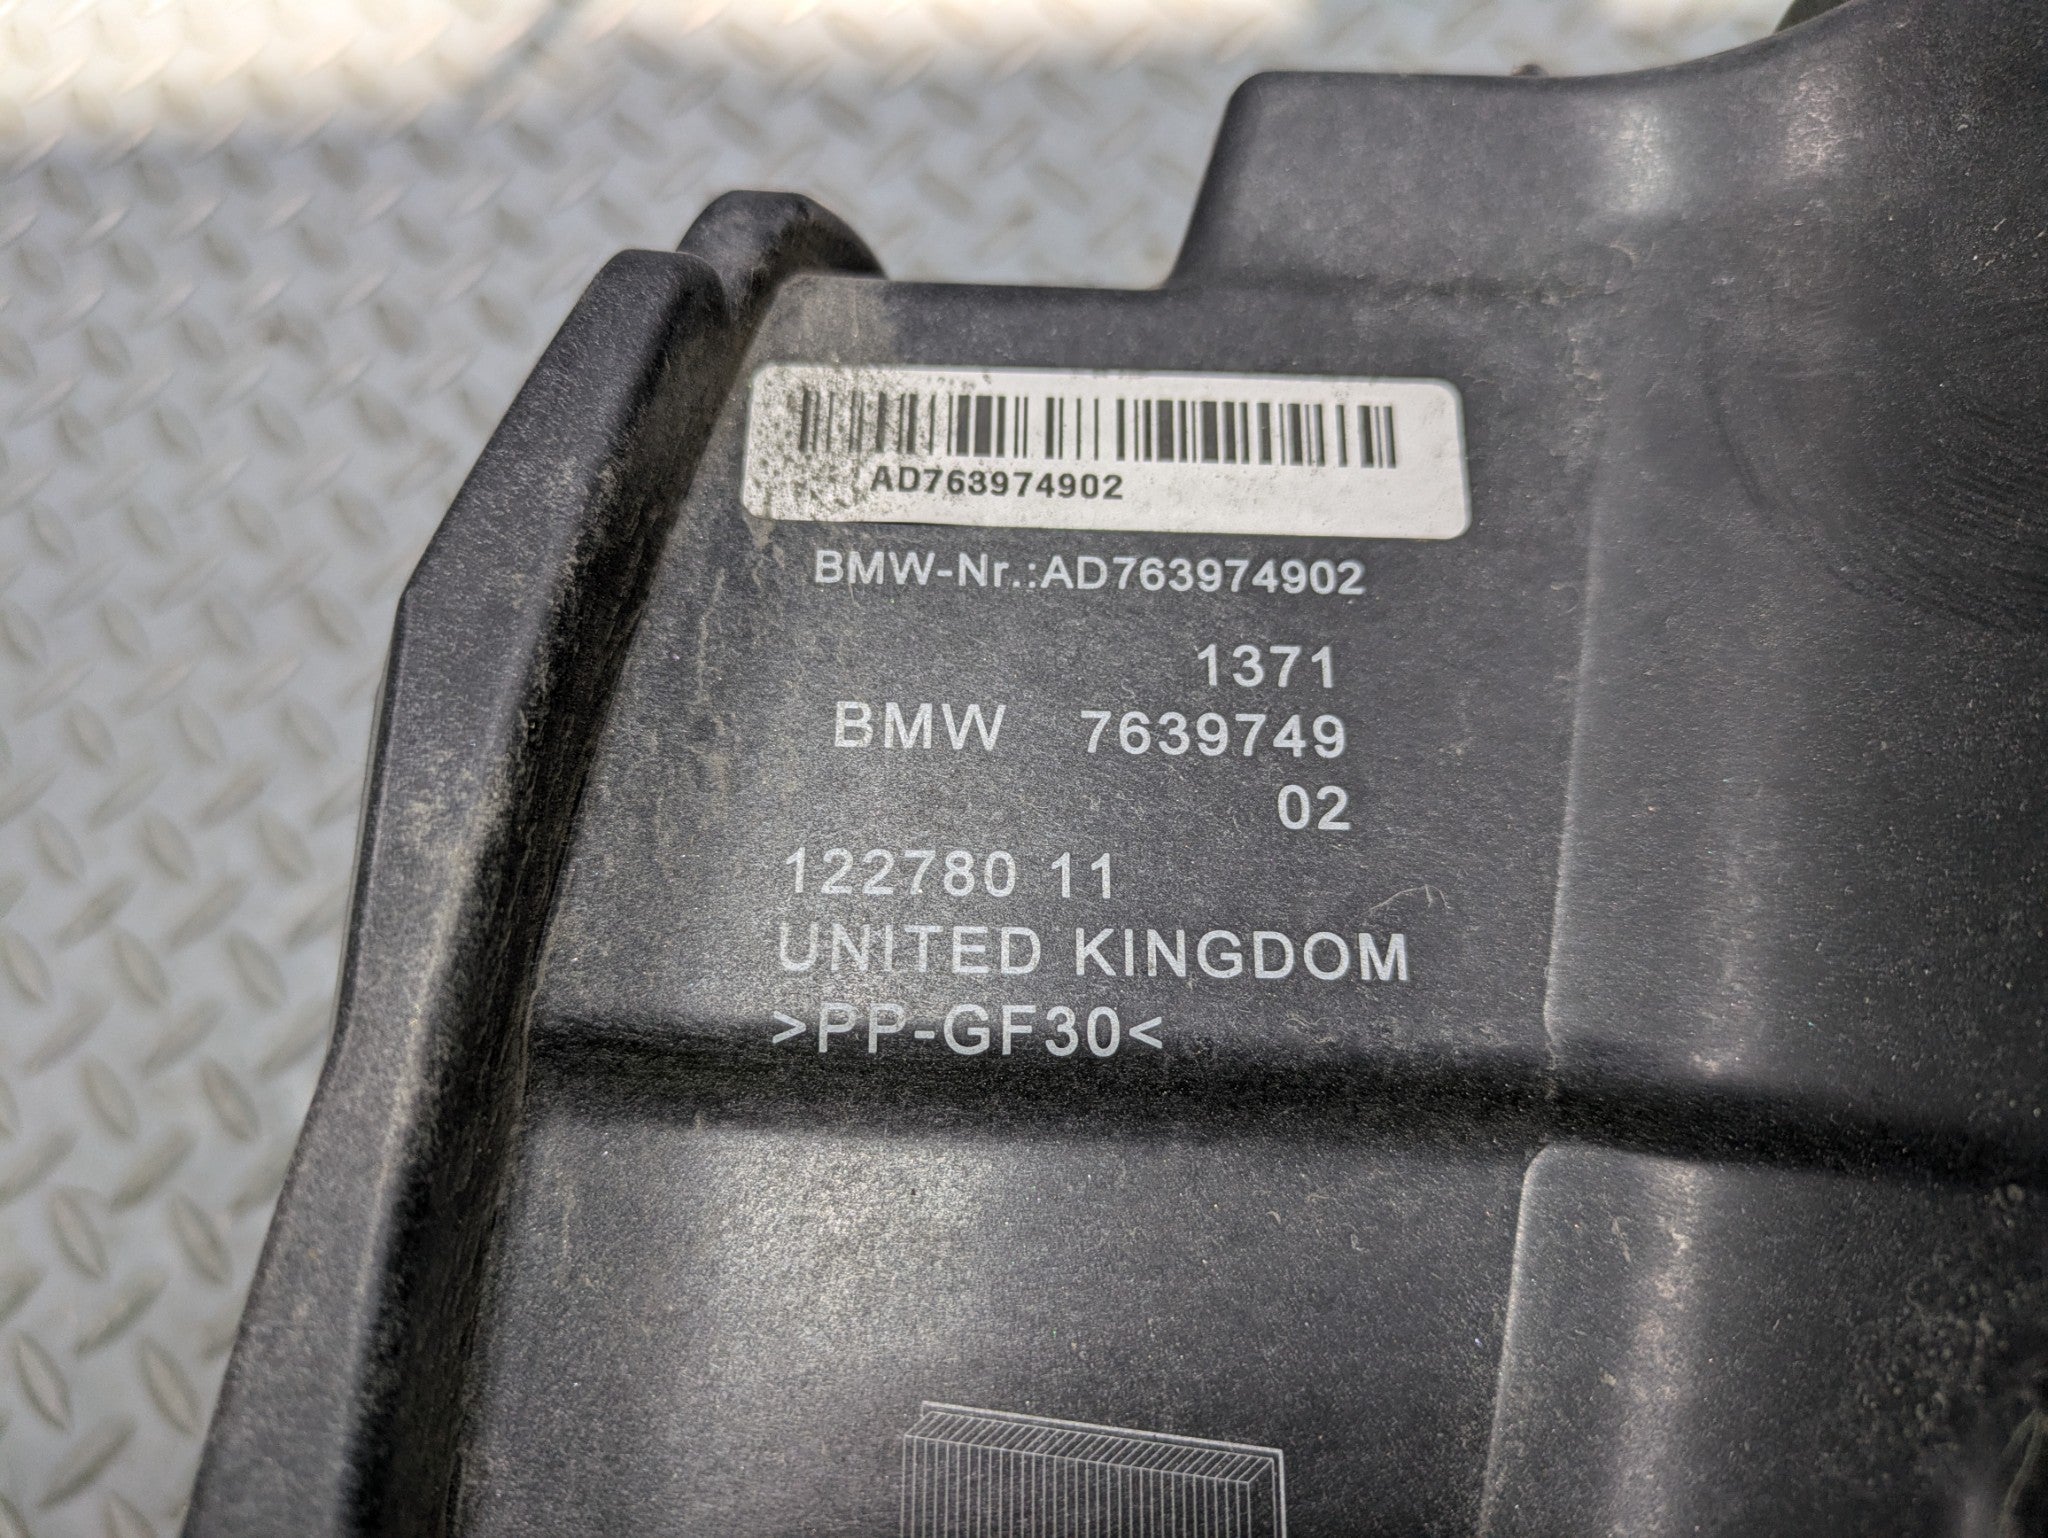 AD763974902
BMW-Nr.:AD763974902
1371
BMW 7639749
02
122780 11
UNITED KINGDOM
>PP-GF30<